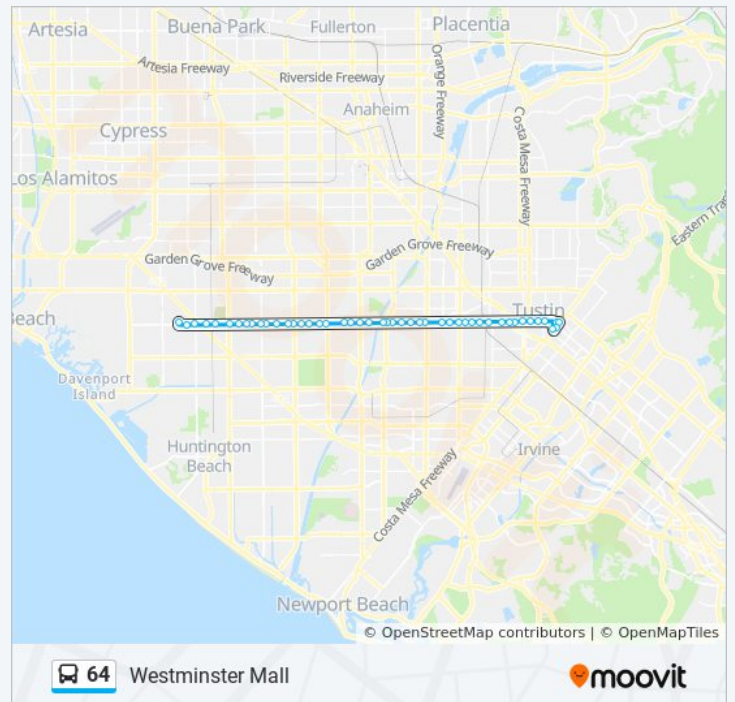 Artesia
Buena Park
Fullerton
Placentia
Artesia Freeway
Riverside Freeway
Orange Freeway
Anaheim
Cypress
Costa Mesa Freeway
Los Alamitos
Eastern Tra
Garden Grove Freeway
Garden Grove Freeway
Beach
Tustin
Davenport
Island
Huntington
Beach
Irvine
Costa Mesa Freeway
Newport Beach
© OpenStreetMap contributors | © OpenMapTiles
64 Westminster Mall
moovit